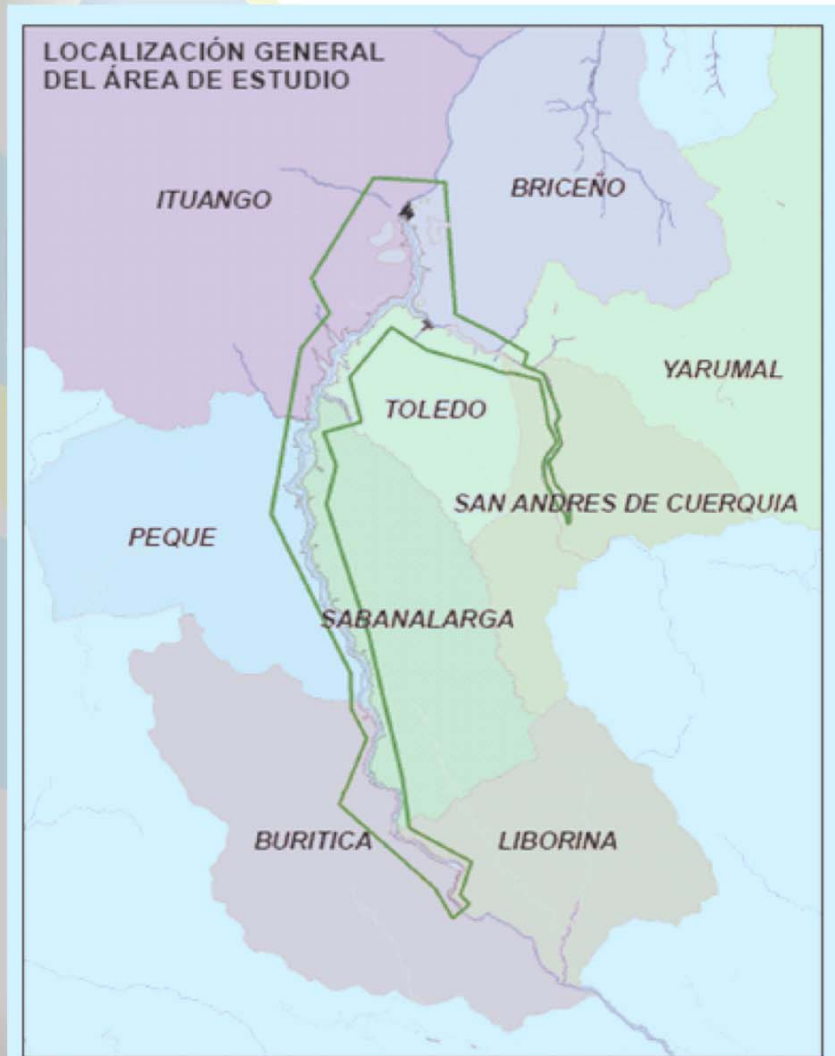 LOCALIZACIÓN GENERAL
DEL ÁREA DE ESTUDIO
ITUANGO
BRICEÑO
YARUMAL
TOLEDO
SAN ANDRES DE CUERQUIA
PEQUE
SABANALARGA
BURITICA
LIBORINA